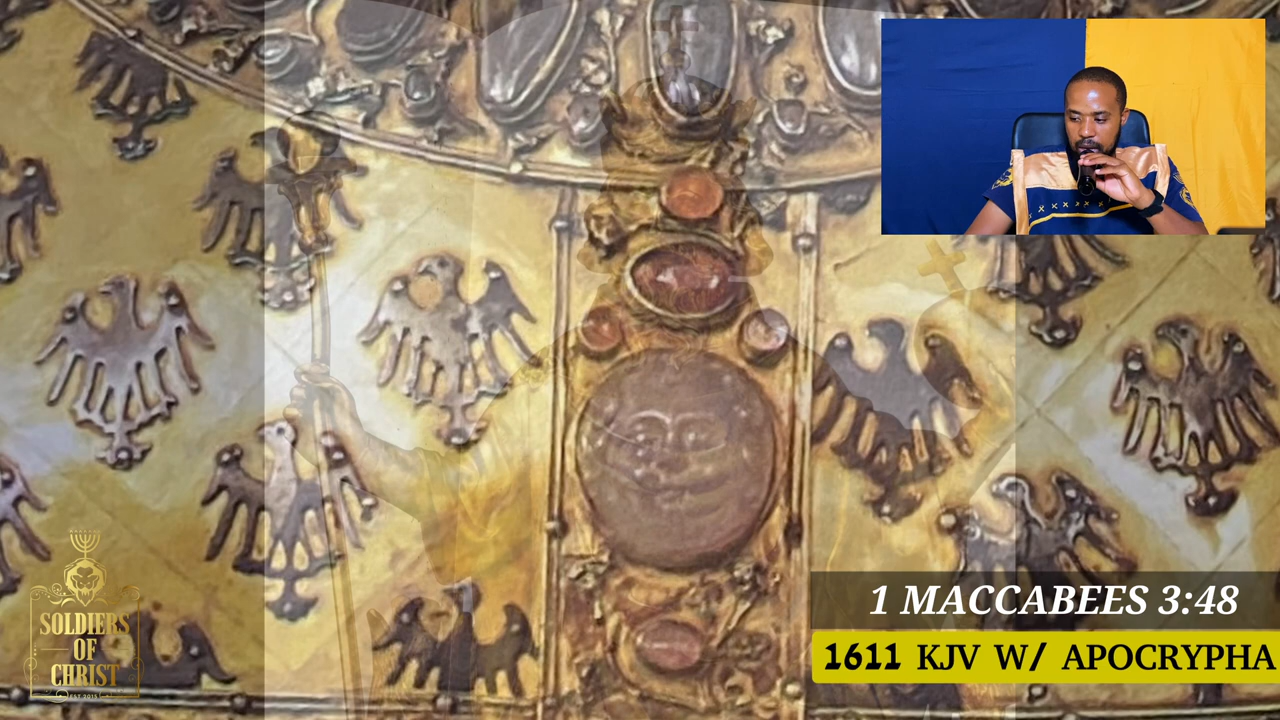 1 MACCABEES 3:48
1611 KJV W/ APOCRYPHA
SOLDIERS
OF
CHRIST